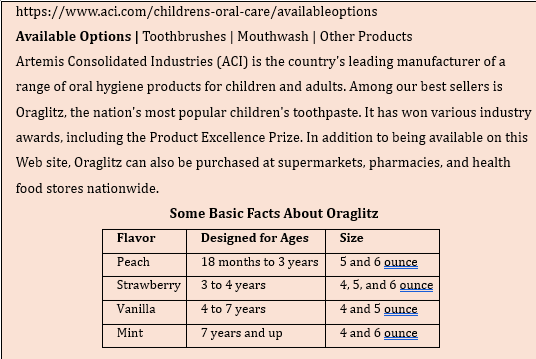 https://www.aci.com/childrens-oral-care/availableoptions
Available Options | Toothbrushes | Mouthwash | Other Products
Artemis Consolidated Industries (ACI) is the country's leading manufacturer of a
range of oral hygiene products for children and adults. Among our best sellers is
Oraglitz, the nation's most popular children's toothpaste. It has won various industry
awards, including the Product Excellence Prize. In addition to being available on this
Web site, Oraglitz can also be purchased at supermarkets, pharmacies, and health
food stores nationwide.
Some Basic Facts About Oraglitz
Flavor Designed for Ages Size
Peach 18 months to 3 years 5 and 6 ounce
Strawberry 3 to 4 years 4, 5, and 6 ounce
Vanilla 4 to 7 years 4 and 5 ounce
Mint 7 years and up 4 and 6 ounce